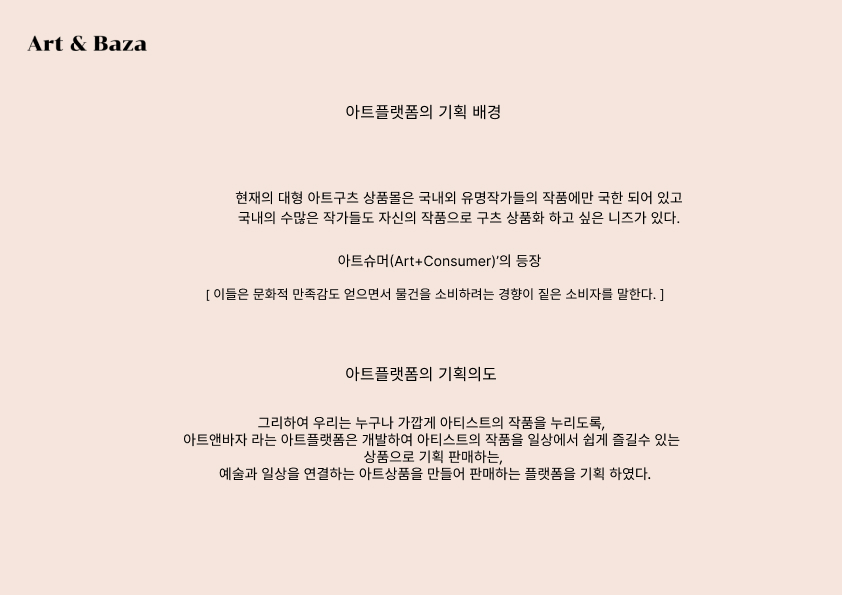 Art & Baza
아트플랫폼의 기획 배경
현재의 대형 아트구츠 상품몰은 국내외 유명작가들의 작품에만 국한 되어 있고
국내의 수많은 작가들도 자신의 작품으로 구츠 상품화 하고 싶은 니즈가 있다.
아트슈머(Art+Consumer)’의 등장
[ 이들은 문화적 만족감도 얻으면서 물건을 소비하려는 경향이 짙은 소비자를 말한다. ]
아트플랫폼의 기획의도
그리하여 우리는 누구나 가깝게 아티스트의 작품을 누리도록,
아트앤바자 라는 아트플랫폼은 개발하여 아티스트의 작품을 일상에서 쉽게 즐길수 있는
상품으로 기획 판매하는,
예술과 일상을 연결하는 아트상품을 만들어 판매하는 플랫폼을 기획 하였다.